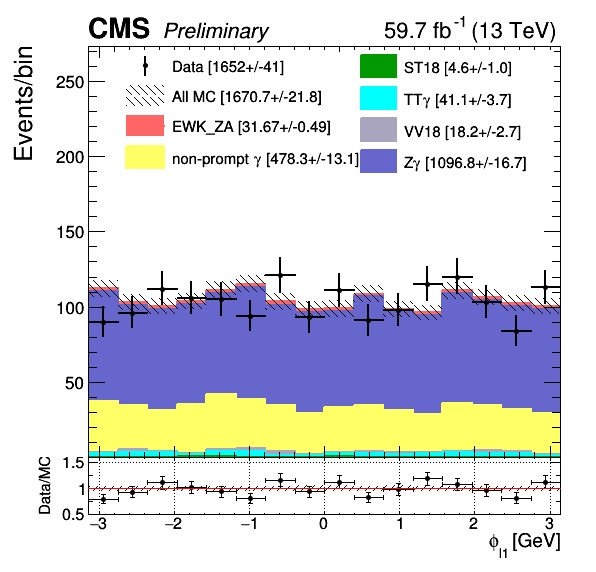 CMS Preliminary 59.7 fb⁻¹ (13 TeV)
Events/bin
250
200
150
100
50
Data [1652+/-41]
All MC [1670.7+/-21.8]
EWK_ZA [31.67+/-0.49]
non-prompt γ [478.3+/-13.1]
ST18 [4.6+/-1.0]
TTγ [41.1+/-3.7]
VV18 [18.2+/-2.7]
Zγ [1096.8+/-16.7]
Data/MC
1.5
1
0.5
−3 −2 −1 0 1 2 3
ϕ_l1 [GeV]